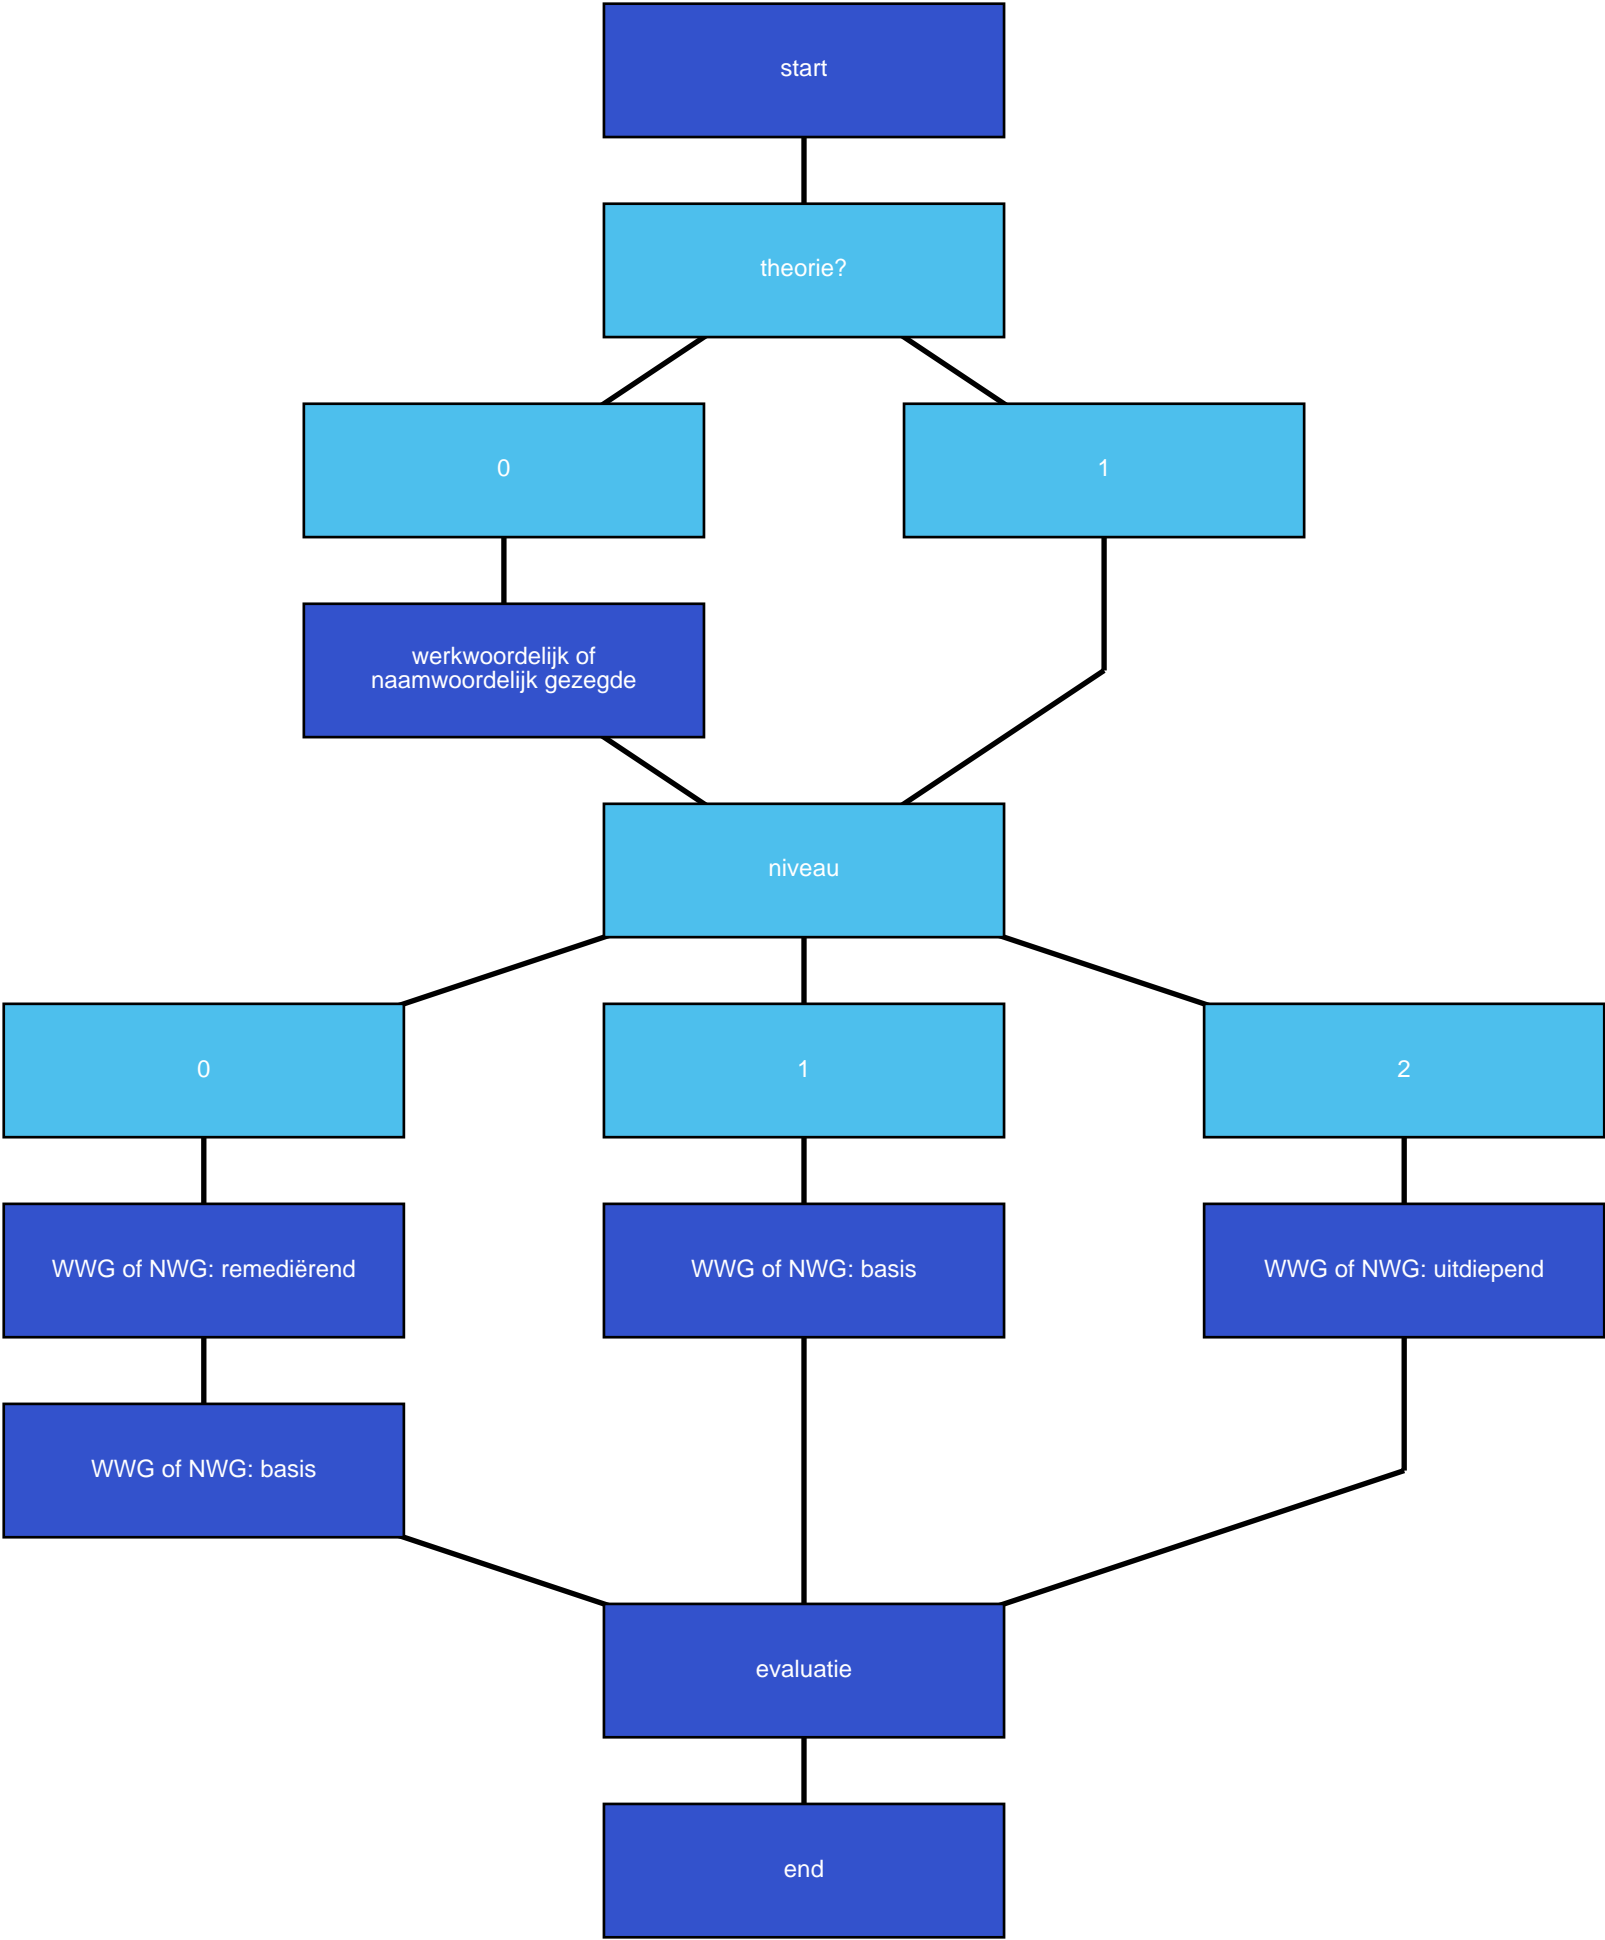 start
theorie?
0
1
werkwoordelijk of
naamwoordelijk gezegde
niveau
0
1
2
WWG of NWG: remediërend
WWG of NWG: basis
WWG of NWG: uitdiepend
WWG of NWG: basis
evaluatie
end